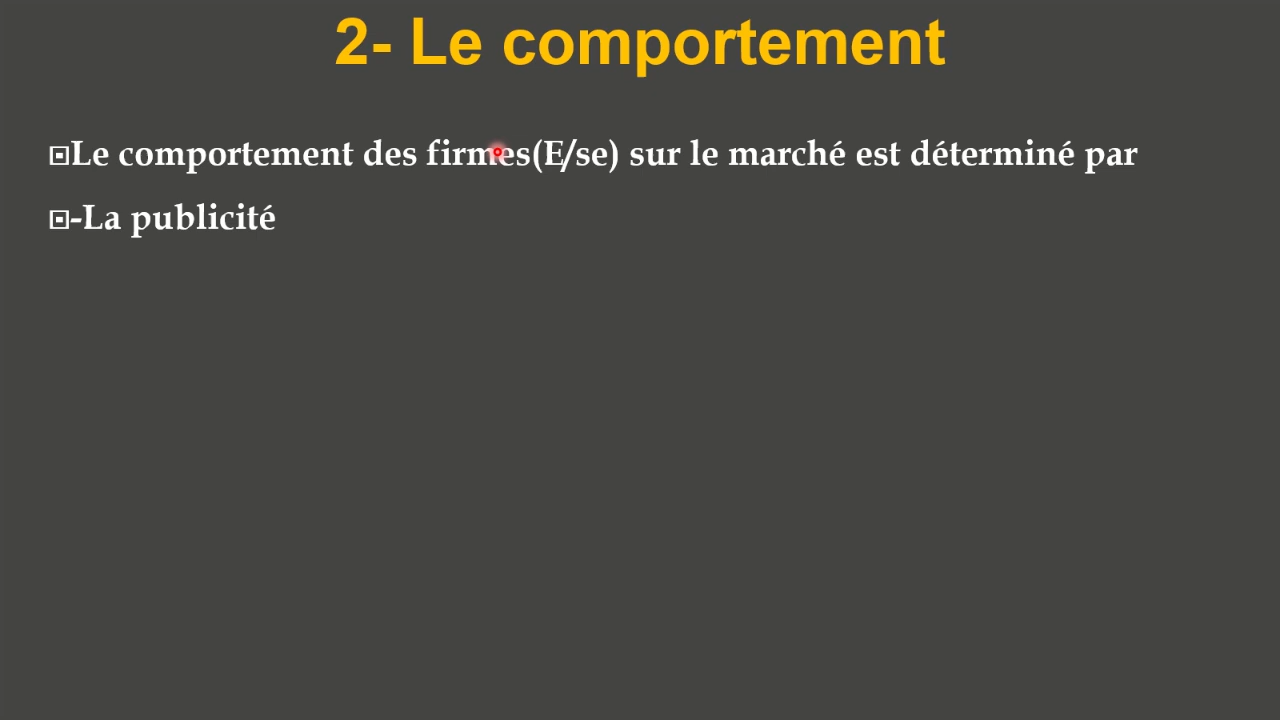 2- Le comportement
Le comportement des firmes(E/se) sur le marché est déterminé par
-La publicité